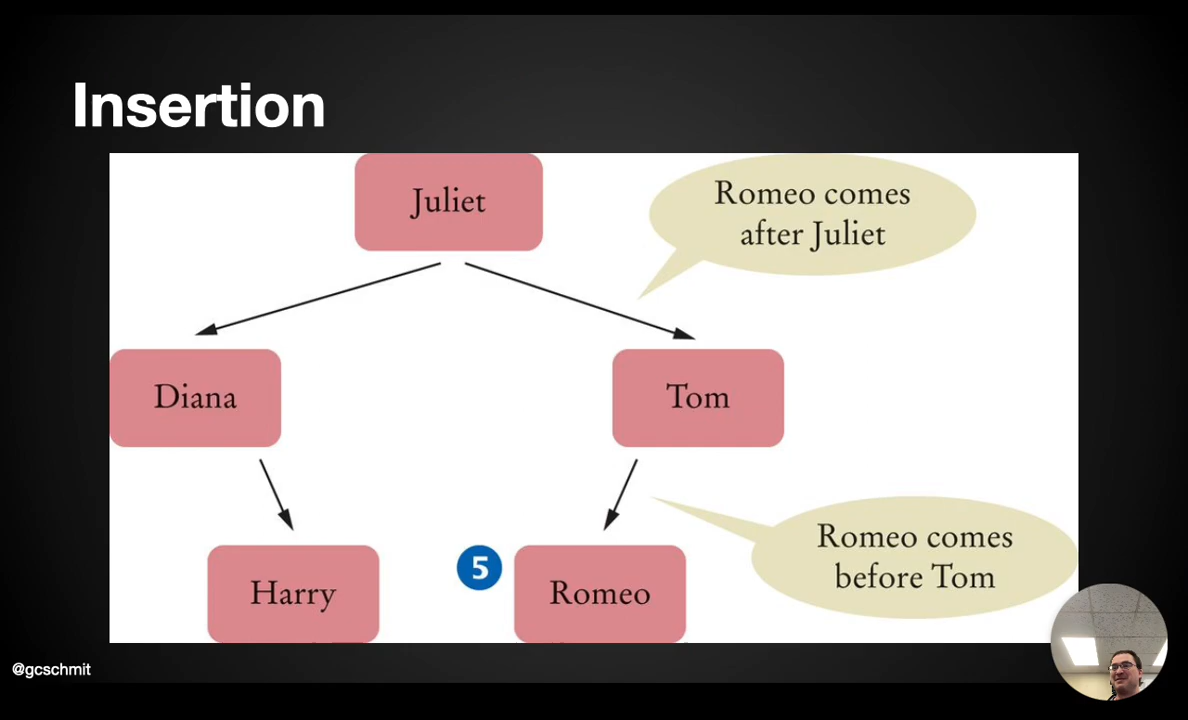 Insertion
Juliet
Romeo comes
after Juliet
Diana
Tom
Romeo comes
before Tom
Harry
5
Romeo
@gcschmit